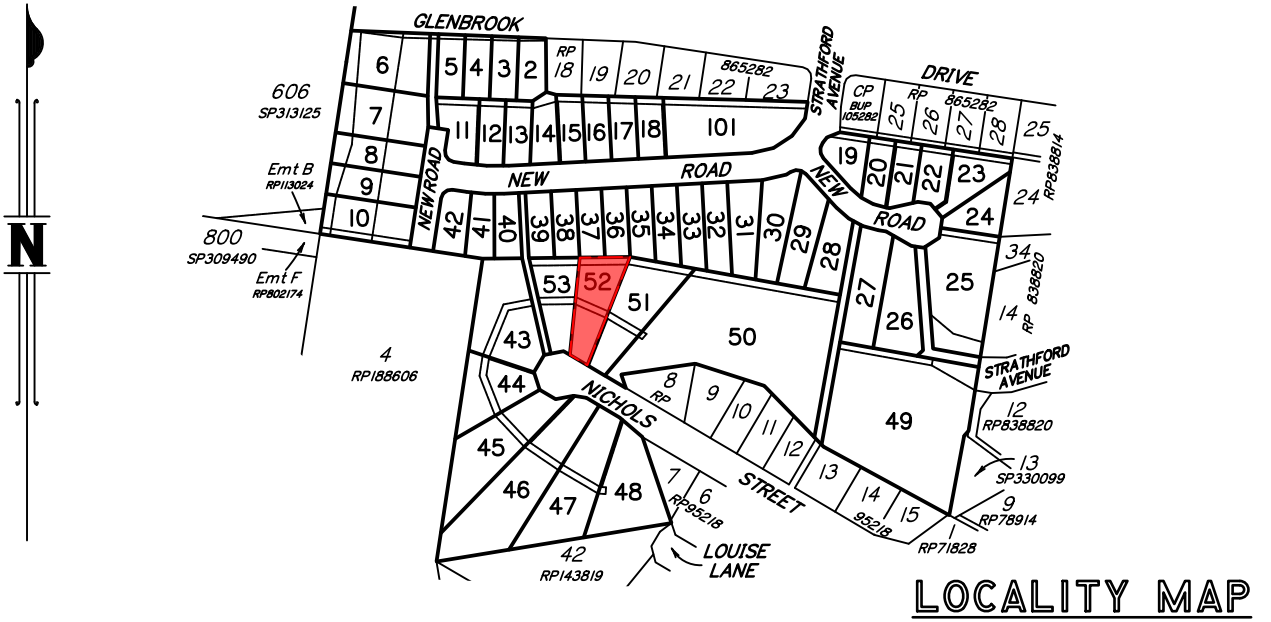 GLENBROOK
STRATHFORD
AVENUE
DRIVE
6 5 4 3 2 RP 18 19 20 21 22 23 865282
CP
BUP
105282
25 RP 26 865282 27 28 25
RP838814
606
SP313125
7 11 12 13 14 15 16 17 18 101
8
9
10
19 20 21 22 23 24 24
Emt B
RP113024
NEW ROAD
NEW ROAD
NEW ROAD
800
SP309490
Emt F
RP802174
42 41 40 39 38 37 36 35 34 33 32 31 30 29 28
27 26 25
34
838820
14
RP
53 52 51 50
43
44
4
RP188606
STRATHFORD
AVENUE
NICHOLS
STREET
8
RP
9 10 11 12 13 14 15
95218
49
12
RP838820
13
SP330099
9
RP78914
1
RP71828
45 46 47 48
7 6
RP95218
42
RP143819
LOUISE
LANE
N
LOCALITY MAP